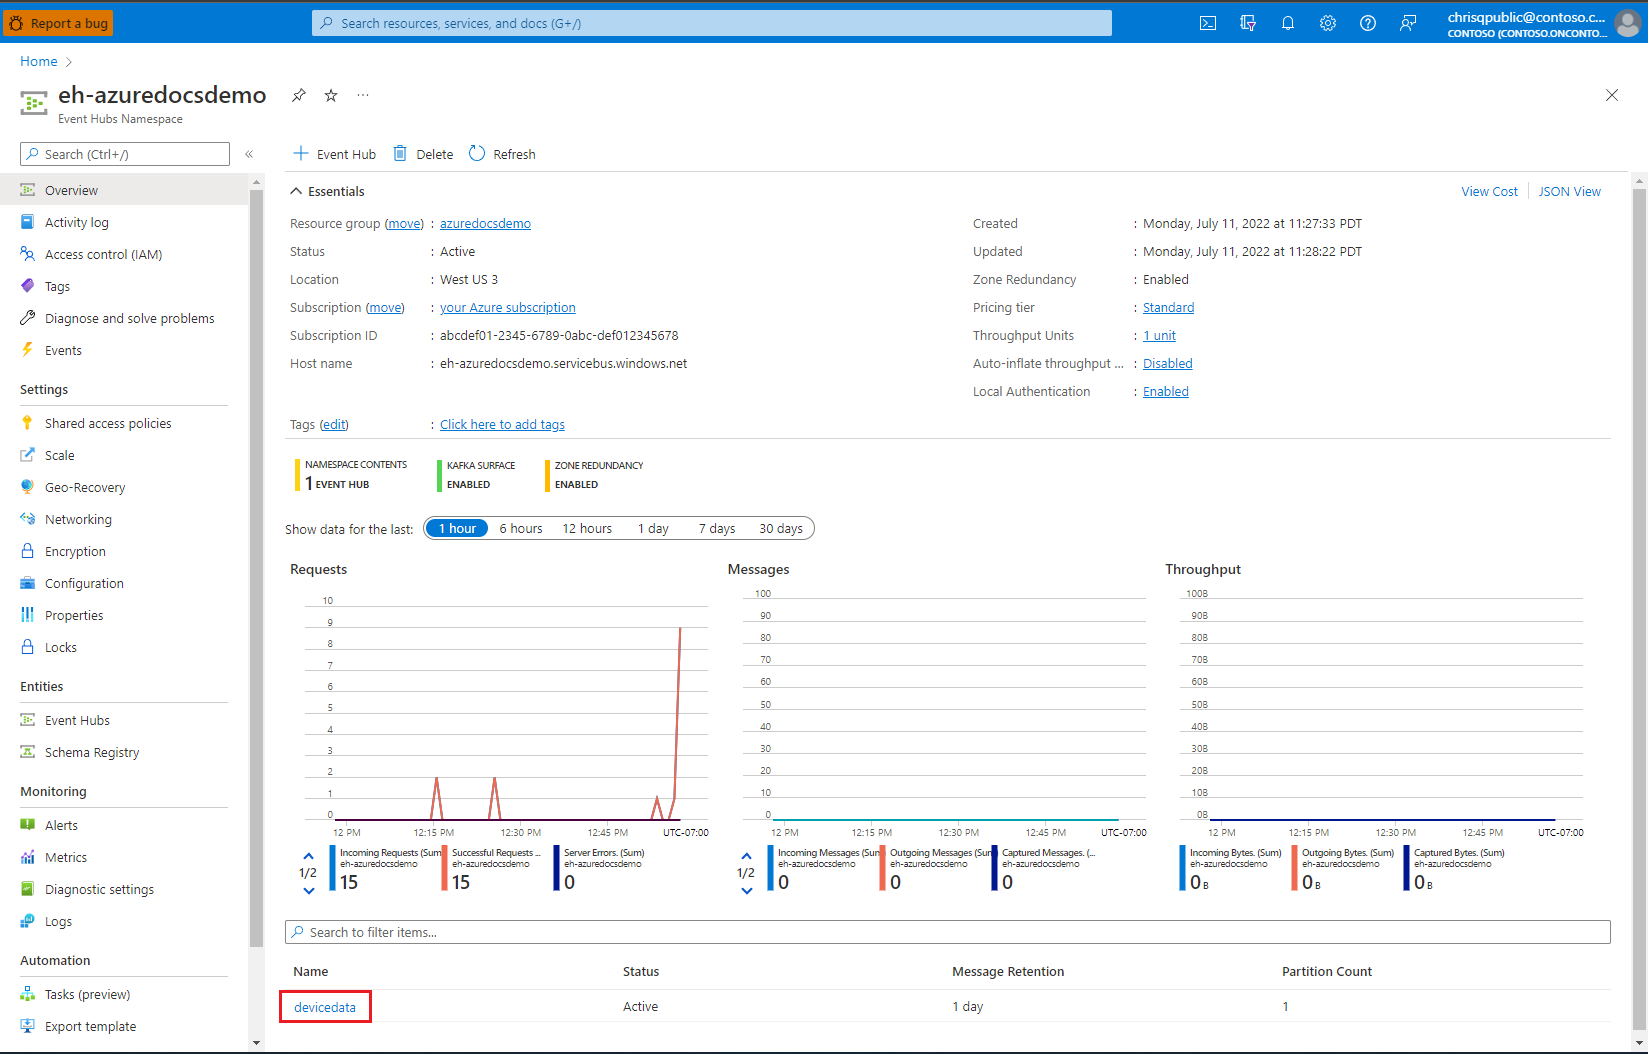 Report a bug
Search resources, services, and docs (G+/)
chrisqpublic@contoso.c...
CONTOSO (CONTOSO.ONCONTO...
Home
eh-azuredocsdemo
Event Hubs Namespace
Search (Ctrl+/)
Event Hub
Delete
Refresh
Overview
Activity log
Access control (IAM)
Tags
Diagnose and solve problems
Events
Settings
Shared access policies
Scale
Geo-Recovery
Networking
Encryption
Configuration
Properties
Locks
Entities
Event Hubs
Schema Registry
Monitoring
Alerts
Metrics
Diagnostic settings
Logs
Automation
Tasks (preview)
Export template
Essentials
View Cost
JSON View
Resource group (move) : azuredocsdemo
Status : Active
Location : West US 3
Subscription (move) : your Azure subscription
Subscription ID : abcdef01-2345-6789-0abc-def012345678
Host name : eh-azuredocsdemo.servicebus.windows.net
Created : Monday, July 11, 2022 at 11:27:33 PDT
Updated : Monday, July 11, 2022 at 11:28:22 PDT
Zone Redundancy : Enabled
Pricing tier : Standard
Throughput Units : 1 unit
Auto-inflate throughput ... : Disabled
Local Authentication : Enabled
Tags (edit) : Click here to add tags
NAMESPACE CONTENTS
1 EVENT HUB
KAFKA SURFACE
ENABLED
ZONE REDUNDANCY
ENABLED
Show data for the last: 1 hour 6 hours 12 hours 1 day 7 days 30 days
Requests
10
9
8
7
6
5
4
3
2
1
0
12 PM 12:15 PM 12:30 PM 12:45 PM UTC-07:00
1/2
Incoming Requests (Sum)
eh-azuredocsdemo
15
Successful Requests ...
eh-azuredocsdemo
15
Server Errors. (Sum)
eh-azuredocsdemo
0
Messages
100
90
80
70
60
50
40
30
20
10
0
12 PM 12:15 PM 12:30 PM 12:45 PM UTC-07:00
1/2
Incoming Messages (Sum
eh-azuredocsdemo
0
Outgoing Messages (Sum
eh-azuredocsdemo
0
Captured Messages. (...
eh-azuredocsdemo
0
Throughput
100B
90B
80B
70B
60B
50B
40B
30B
20B
10B
0B
12 PM 12:15 PM 12:30 PM 12:45 PM UTC-07:00
Incoming Bytes. (Sum)
eh-azuredocsdemo
0 B
Outgoing Bytes. (Sum)
eh-azuredocsdemo
0 B
Captured Bytes. (Sum)
eh-azuredocsdemo
0 B
Search to filter items...
Name Status Message Retention Partition Count
devicedata Active 1 day 1